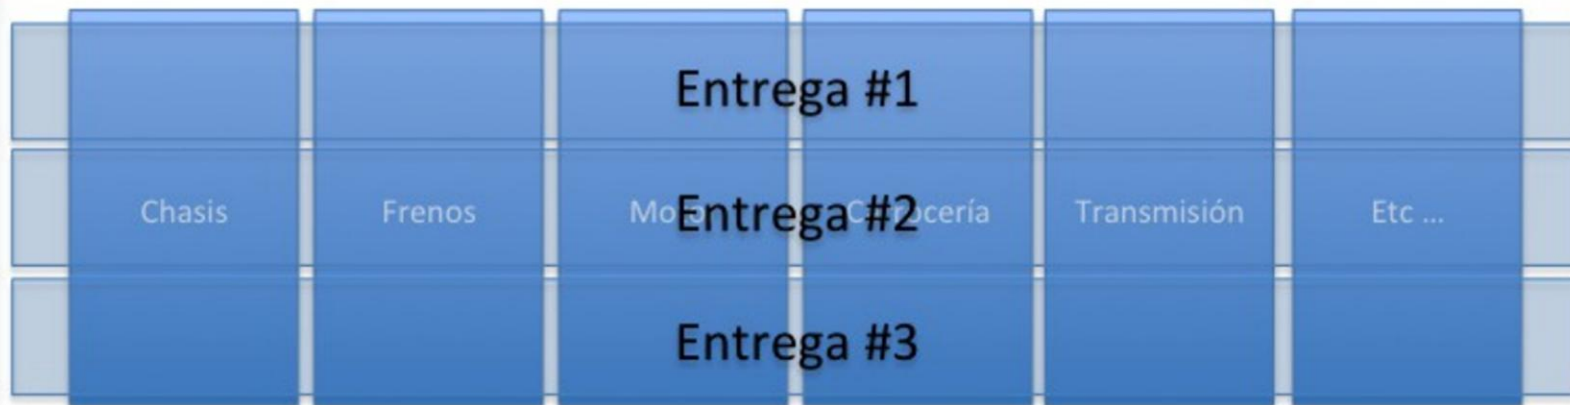 Entrega #1
Chasis Frenos Entrega #2 Transmisión Etc ...
Entrega #3